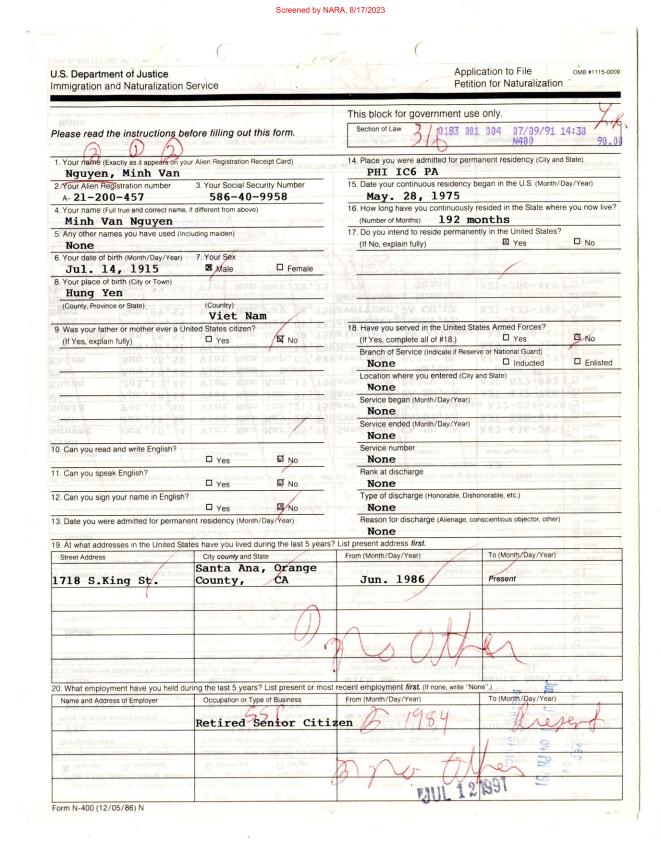 Screened by NARA, 8/17/2023
U.S. Department of Justice
Immigration and Naturalization Service
Application to File
Petition for Naturalization
OMB #1115-0009
Please read the instructions before filling out this form.
This block for government use only.
Section of Law
316
0183 001 004 07/09/91 14:30
N400 90.00
2 1 2
1. Your name (Exactly as it appears on your Alien Registration Receipt Card)
Nguyen, Minh Van
2. Your Alien Registration number
A- 21-200-457
3. Your Social Security Number
586-40-9958
4. Your name (Full true and correct name, if different from above)
Minh Van Nguyen
5. Any other names you have used (Including maiden)
None
6. Your date of birth (Month/Day/Year)
Jul. 14, 1915
7. Your Sex
Male
Female
8. Your place of birth (City or Town)
Hung Yen
(County, Province or State)
(Country)
Viet Nam
9. Was your father or mother ever a United States citizen?
(If Yes, explain fully)
Yes
No
10. Can you read and write English?
Yes
No
11. Can you speak English?
Yes
No
12. Can you sign your name in English?
Yes
No
13. Date you were admitted for permanent residency (Month/Day/Year)
14. Place you were admitted for permanent residency (City and State)
PHI IC6 PA
15. Date your continuous residency began in the U.S. (Month/Day/Year)
May. 28, 1975
16. How long have you continuously resided in the State where you now live?
(Number of Months)
192 months
17. Do you intend to reside permanently in the United States?
(If No, explain fully)
Yes
No
18. Have you served in the United States Armed Forces?
(If Yes, complete all of #18.)
Yes
No
Branch of Service (Indicate if Reserve or National Guard)
None
Inducted
Enlisted
Location where you entered (City and State)
None
Service began (Month/Day/Year)
None
Service ended (Month/Day/Year)
None
Service number
None
Rank at discharge
None
Type of discharge (Honorable, Dishonorable, etc.)
None
Reason for discharge (Alienage, conscientious objector, other)
None
19. At what addresses in the United States have you lived during the last 5 years? List present address first.
Street Address
City county and State
From (Month/Day/Year)
To (Month/Day/Year)
1718 S.King St.
Santa Ana, Orange
County, CA
Jun. 1986
Present
1 no other
20. What employment have you held during the last 5 years? List present or most recent employment first. (If none, write "None".)
Name and Address of Employer
Occupation or Type of Business
From (Month/Day/Year)
To (Month/Day/Year)
SSI
Retired Senior Citizen
1984
Present
no other
JUL 12 1991
Form N-400 (12/05/86) N